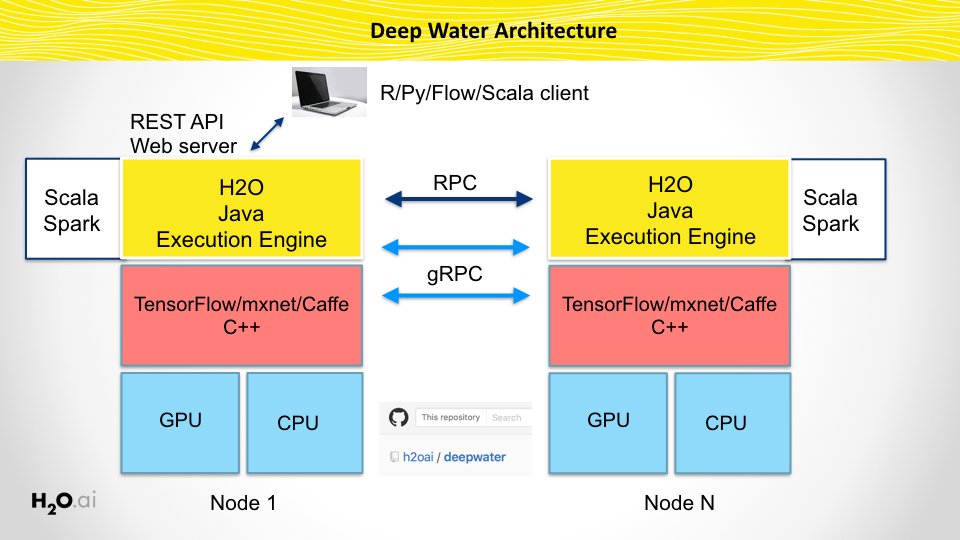 Deep Water Architecture
R/Py/Flow/Scala client
REST API
Web server
Scala
Spark
H2O
Java
Execution Engine
RPC
gRPC
H2O
Java
Execution Engine
Scala
Spark
TensorFlow/mxnet/Caffe
C++
TensorFlow/mxnet/Caffe
C++
GPU
CPU
This repository
Search
h2oai / deepwater
GPU
CPU
H2O.ai
Node 1
Node N